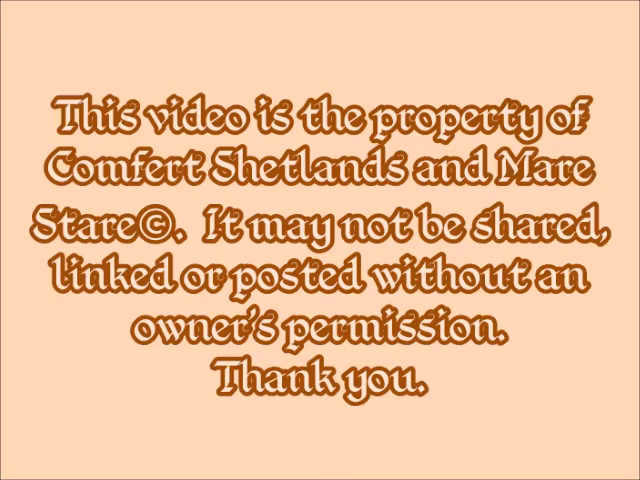 This video is the property of
Comfert Shetlands and Mare
Stare©. It may not be shared,
linked or posted without an
owner's permission.
Thank you.